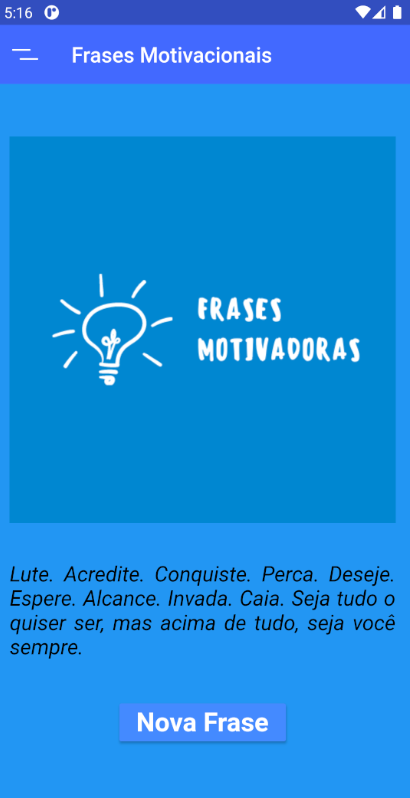 5:16
Frases Motivacionais
FRASES
MOTIVADORAS
Lute. Acredite. Conquiste. Perca. Deseje.
Espere. Alcance. Invada. Caia. Seja tudo o
quiser ser, mas acima de tudo, seja você
sempre.
Nova Frase